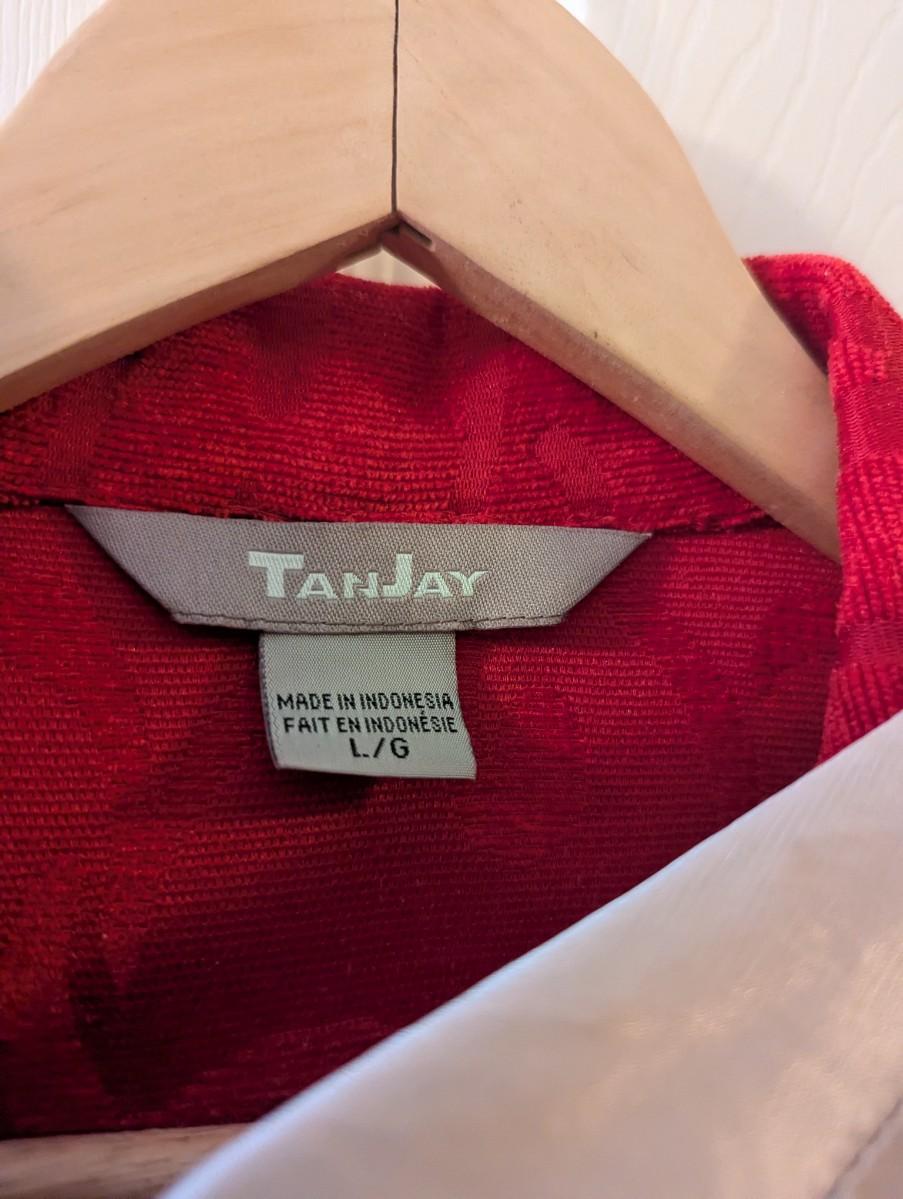 TANJAY
MADE IN INDONESIA
FAIT EN INDONÉSIE
L/G